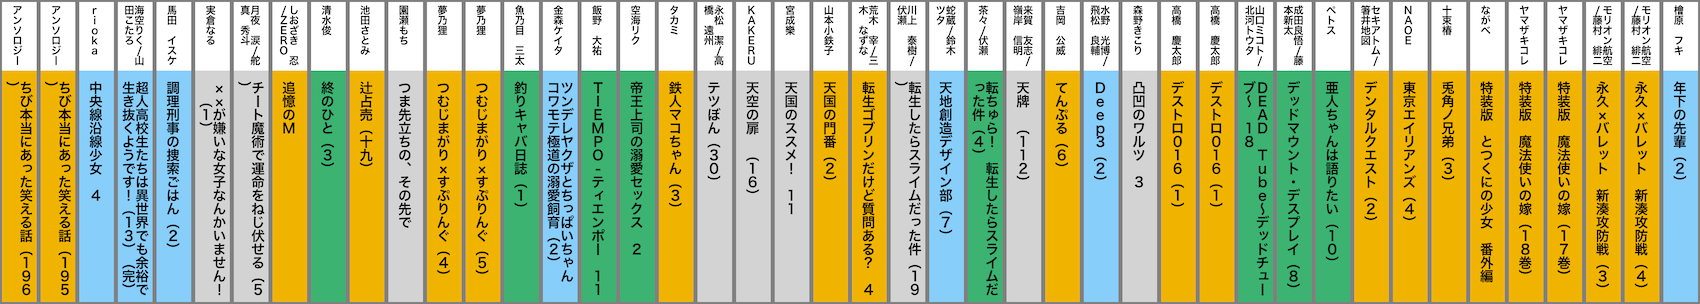 檜原　フキ
年下の先輩（２）
モリオン航空
／藤村　緋二
永久×バレット　新湊攻防戦（４）
モリオン航空
／藤村　緋二
永久×バレット　新湊攻防戦（３）
ヤマザキコレ
特装版　魔法使いの嫁（１７巻）
ヤマザキコレ
特装版　魔法使いの嫁（１８巻）
ながべ
特装版　とつくにの少女　番外編
十束椿
兎角ノ兄弟（３）
ＮＡＯＥ
東京エイリアンズ（４）
セキアトム／
箸井地図
デンタルクエスト（２）
ペトス
亜人ちゃんは語りたい（１０）
成田良悟／藤
本新太
デッドマウント・デスプレイ（８）
山口ミコト／
北河トウタ
ＤＥＡＤ　Ｔｕｂｅ～デッドチュー
ブ～　１８
高橋　慶太郎
デストロ０１６（１）
高橋　慶太郎
デストロ０１６（１）
森野きこり
凸凹のワルツ　３
水野　光博／
飛松　良輔
Ｄｅｅｐ３（２）
吉岡　公威
てんぷる（６）
来賀　友志／
嶺岸　信明
天牌　（１１２）
茶々／伏瀬
転ちゅら！　転生したらスライムだ
った件（４）
蛇蔵／鈴木
ツタ
天地創造デザイン部（７）
川上　泰樹／
伏瀬
転生したらスライムだった件（１９
）
荒木　宰／三
木　なずな
転生ゴブリンだけど質問ある？　４
山本小鉄子
天国の門番（２）
宮成樂
天国のススメ！　１１
ＫＡＫＥＲＵ
天空の扉　（１６）
永松　潔／高
橋　遠州
テツぼん（３０）
タカミ
鉄人マコちゃん（３）
空海リク
帝王上司の溺愛セックス　２
飯野　大祐
ＴＩＥＭＰＯ－ティエンポ－　１１
金森ケイタ
ツンデレヤクザとちっぱいちゃん
コワモテ極道の溺愛飼育（２）
魚乃目　三太
釣りキャバ日誌（１）
夢乃狸
つむじまがり×すぷりんぐ（５）
夢乃狸
つむじまがり×すぷりんぐ（４）
園瀬もち
つま先立ちの、その先で
池田さとみ
辻占売（十九）
清水俊
終のひと（３）
しおざき　忍
／ＺＥＲＯ
追憶のＭ
月夜　涙／舵
真　秀斗
チート魔術で運命をねじ伏せる（５
）
実倉なる
××が嫌いな女子なんかいません！
（１）
馬田　イスケ
調理刑事の捜索ごはん（２）
海空りく／山
田こたろ
超人高校生たちは異世界でも余裕で
生き抜くようです！（１３）（完）
ｒｉｏｋａ
中央線沿線少女　４
アンソロジー
ちび本当にあった笑える話（１９５
）
アンソロジー
ちび本当にあった笑える話（１９６
）